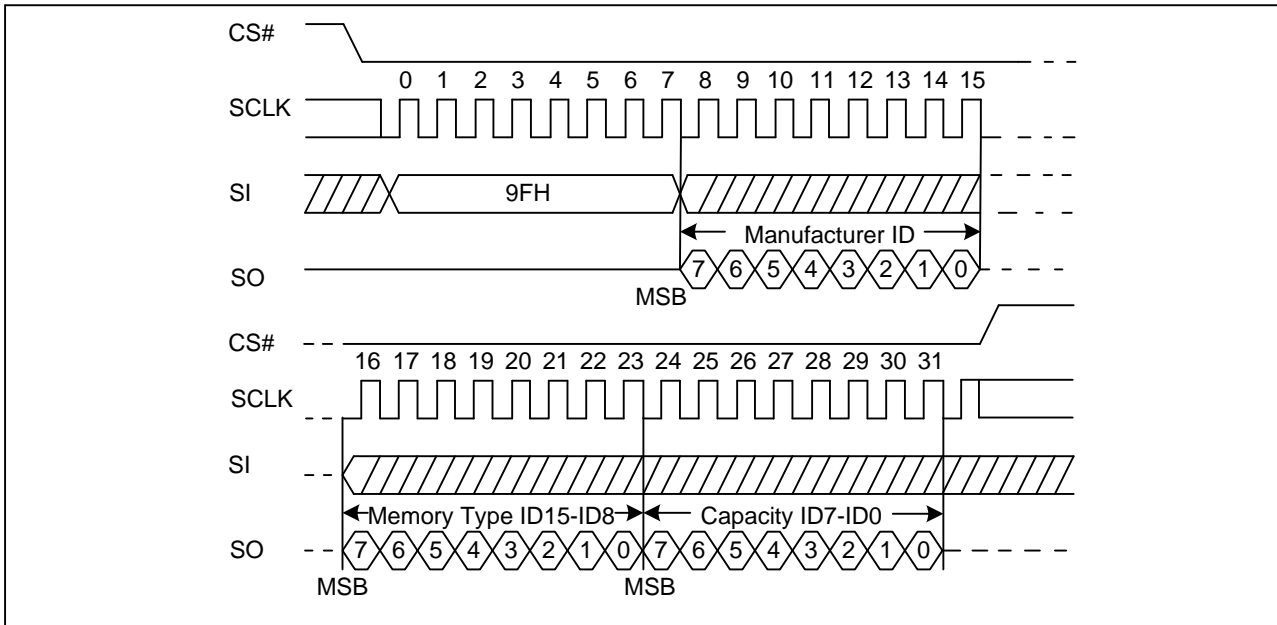 CS#
0 1 2 3 4 5 6 7 8 9 10 11 12 13 14 15
SCLK
SI
9FH
Manufacturer ID
SO
7 6 5 4 3 2 1 0
MSB
CS#
16 17 18 19 20 21 22 23 24 25 26 27 28 29 30 31
SCLK
SI
Memory Type ID15-ID8 Capacity ID7-ID0
SO
7 6 5 4 3 2 1 0 7 6 5 4 3 2 1 0
MSB MSB